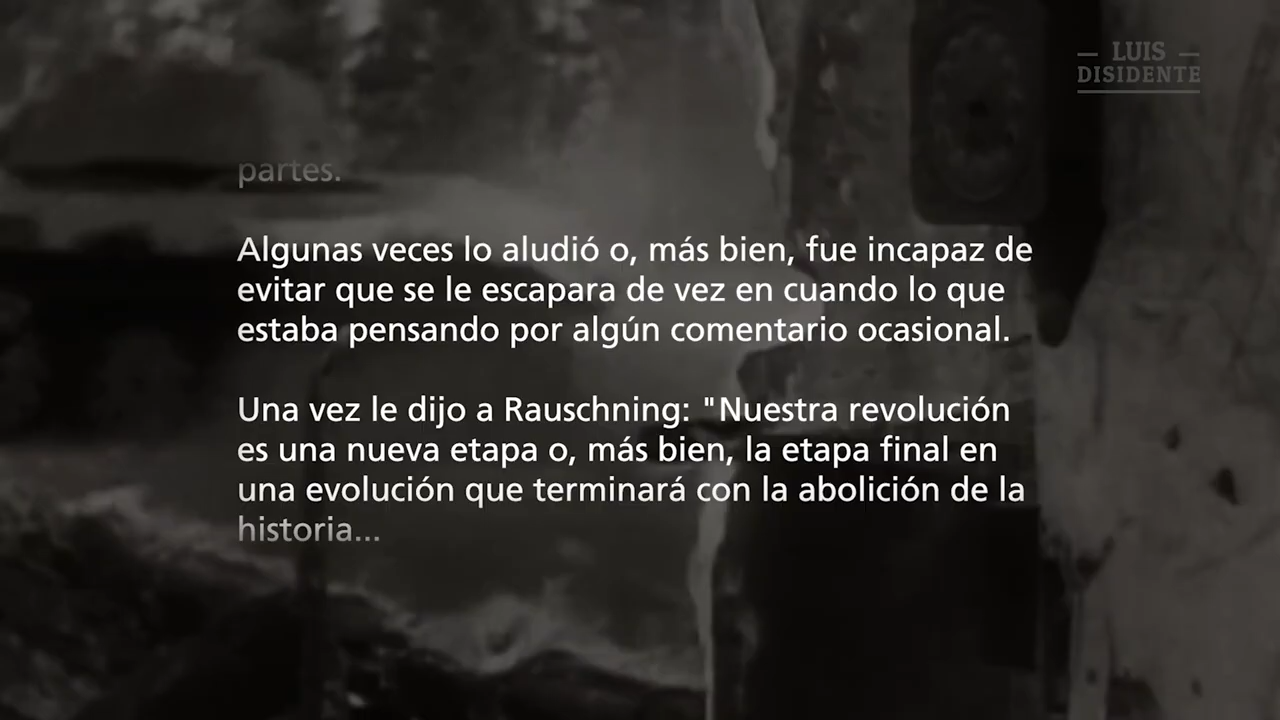 LUIS
DISIDENTE
partes.
Algunas veces lo aludió o, más bien, fue incapaz de
evitar que se le escapara de vez en cuando lo que
estaba pensando por algún comentario ocasional.
Una vez le dijo a Rauschning: "Nuestra revolución
es una nueva etapa o, más bien, la etapa final en
una evolución que terminará con la abolición de la
historia...